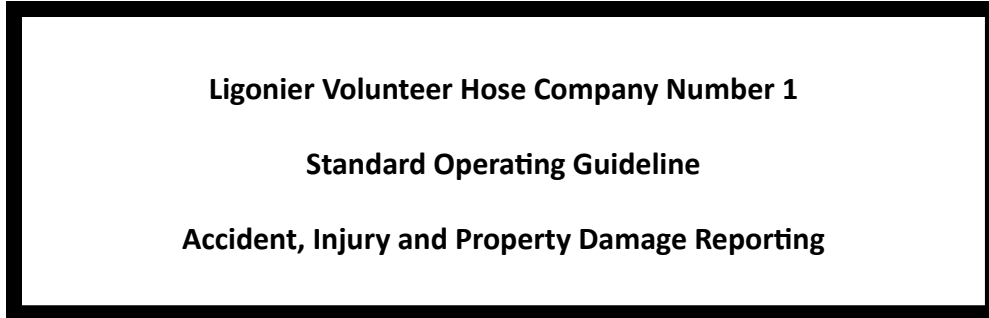 Ligonier Volunteer Hose Company Number 1
Standard Operating Guideline
Accident, Injury and Property Damage Reporting